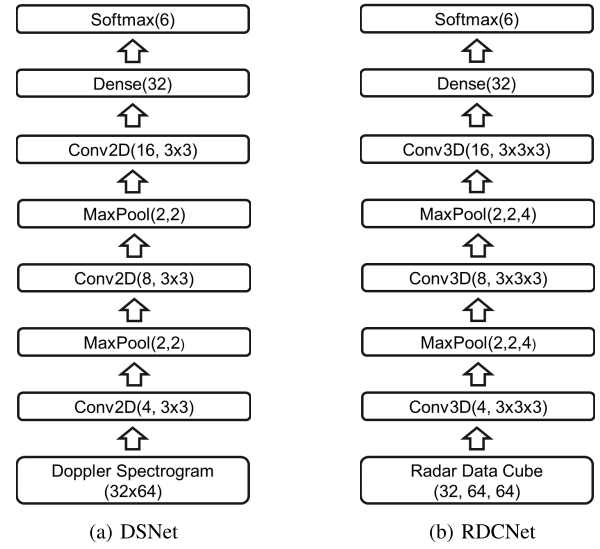 Softmax(6)
Dense(32)
Conv2D(16, 3x3)
MaxPool(2,2)
Conv2D(8, 3x3)
MaxPool(2,2)
Conv2D(4, 3x3)
Doppler Spectrogram
(32x64)
(a) DSNet
Softmax(6)
Dense(32)
Conv3D(16, 3x3x3)
MaxPool(2,2,4)
Conv3D(8, 3x3x3)
MaxPool(2,2,4)
Conv3D(4, 3x3x3)
Radar Data Cube
(32, 64, 64)
(b) RDCNet